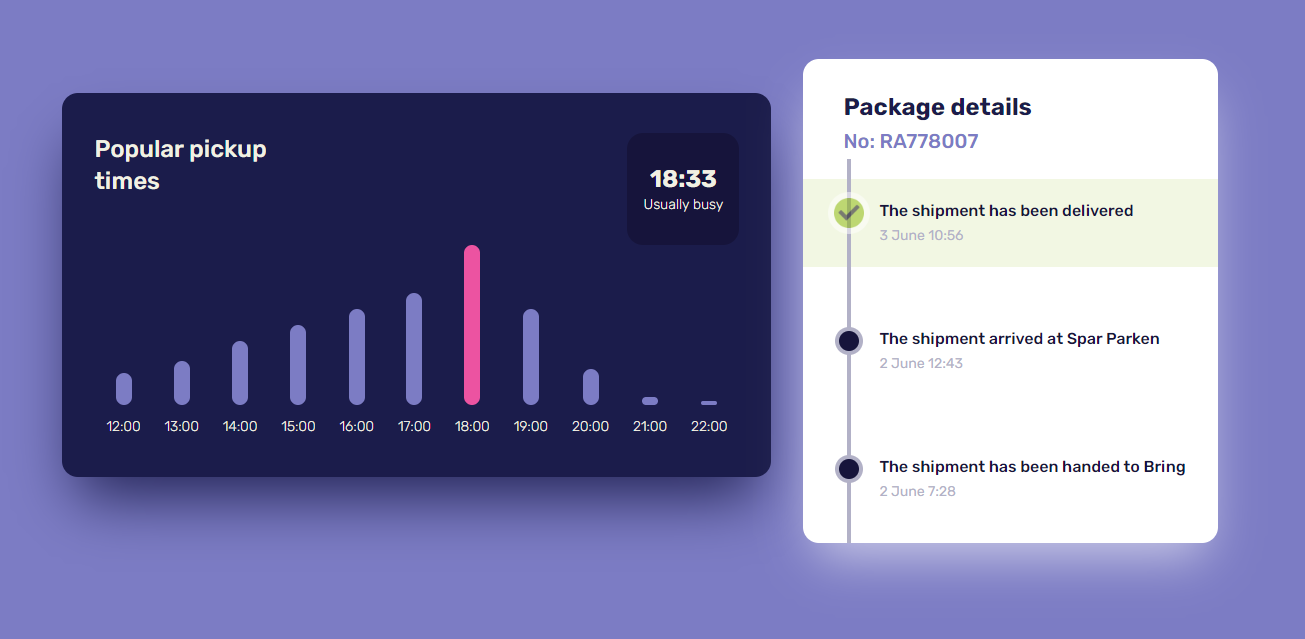 Popular pickup
times
18:33
Usually busy
12:00 13:00 14:00 15:00 16:00 17:00 18:00 19:00 20:00 21:00 22:00
Package details
No: RA778007
The shipment has been delivered
3 June 10:56
The shipment arrived at Spar Parken
2 June 12:43
The shipment has been handed to Bring
2 June 7:28